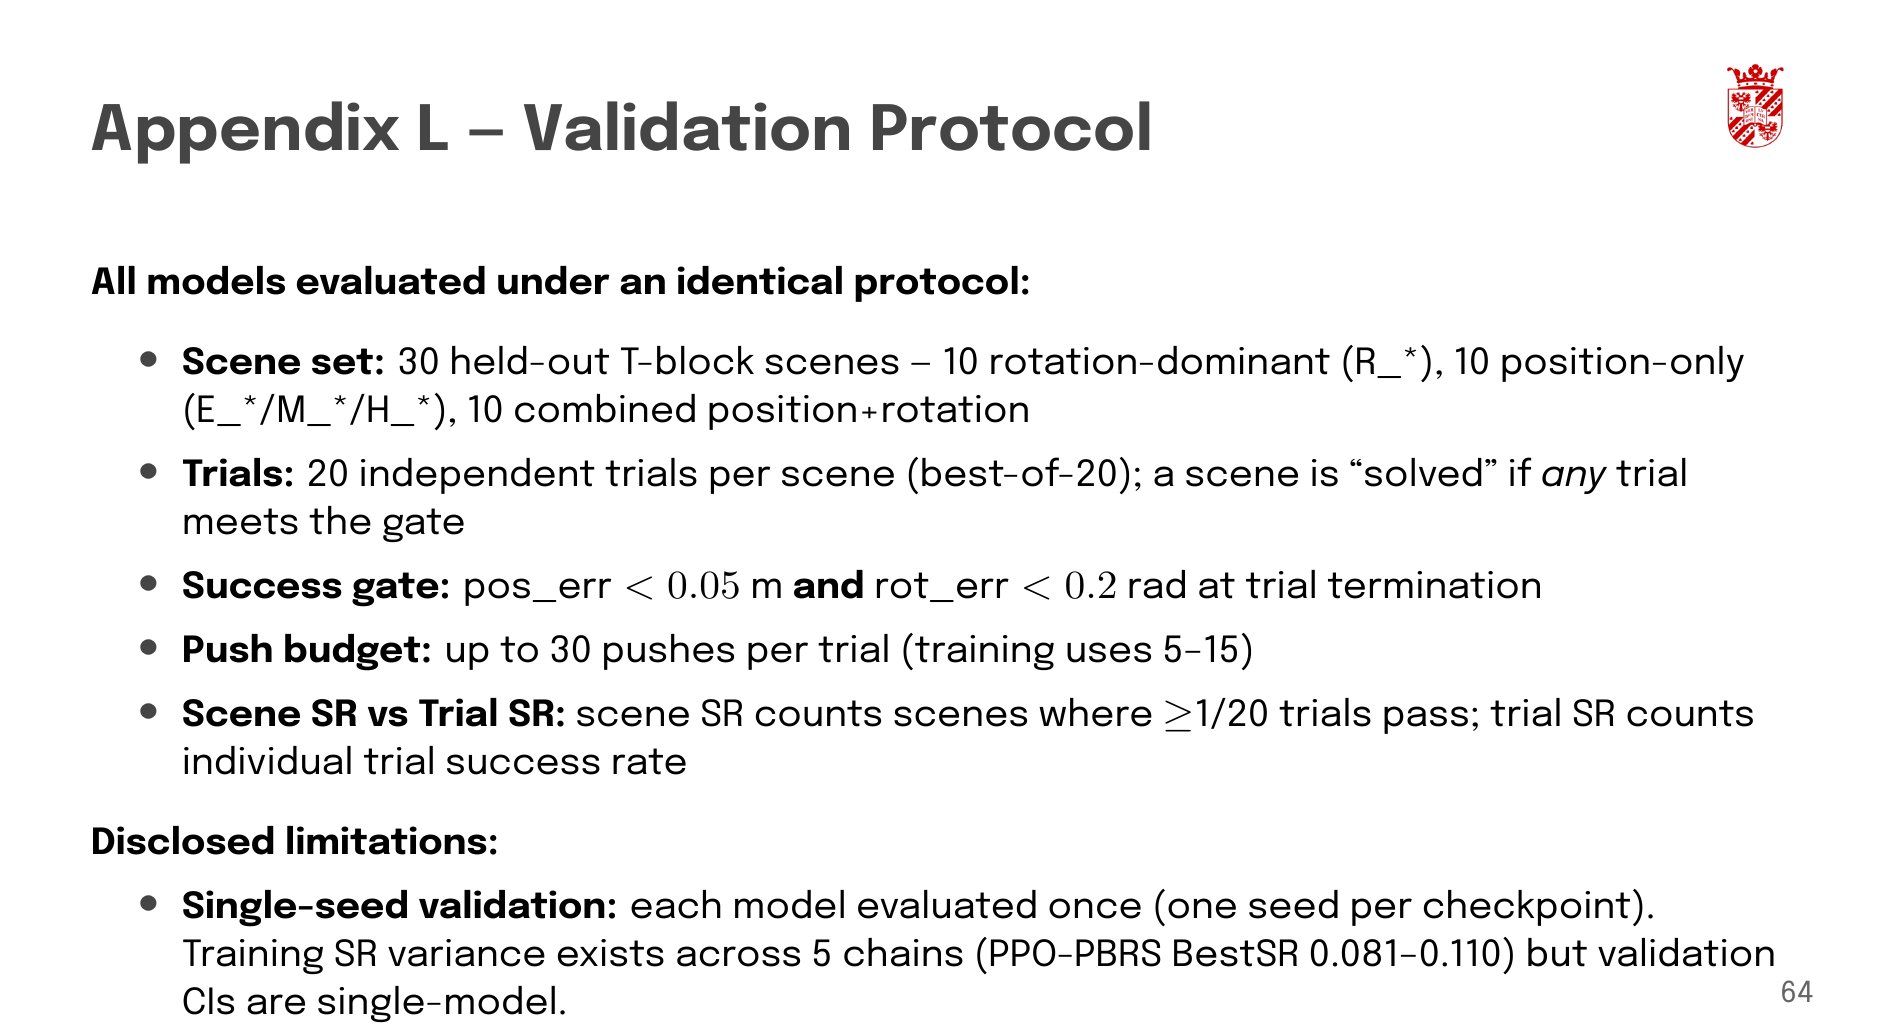 Appendix L – Validation Protocol
All models evaluated under an identical protocol:
• Scene set: 30 held-out T-block scenes – 10 rotation-dominant (R_*), 10 position-only
(E_*/M_*/H_*), 10 combined position+rotation
• Trials: 20 independent trials per scene (best-of-20); a scene is “solved” if any trial
meets the gate
• Success gate: pos_err < 0.05 m and rot_err < 0.2 rad at trial termination
• Push budget: up to 30 pushes per trial (training uses 5–15)
• Scene SR vs Trial SR: scene SR counts scenes where ≥1/20 trials pass; trial SR counts
individual trial success rate
Disclosed limitations:
• Single-seed validation: each model evaluated once (one seed per checkpoint).
Training SR variance exists across 5 chains (PPO-PBRS BestSR 0.081–0.110) but validation
CIs are single-model.
64